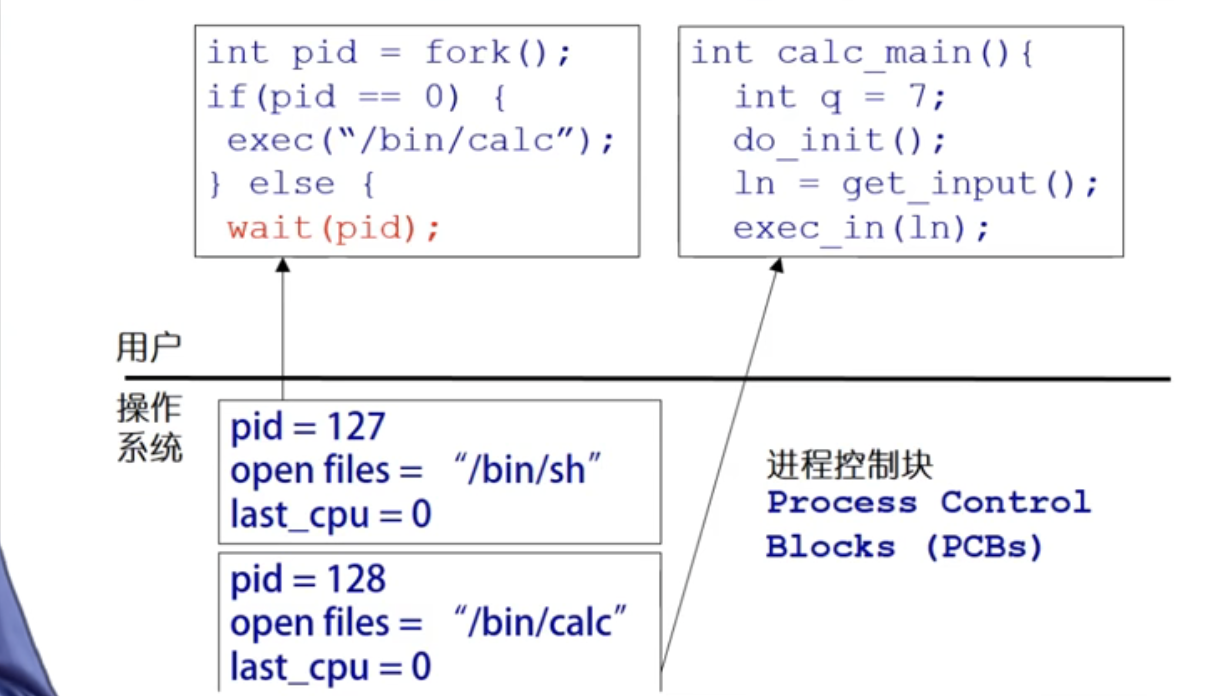 int pid = fork();
if(pid == 0) {
exec(“/bin/calc”);
} else {
wait(pid);
int calc_main(){
int q = 7;
do_init();
ln = get_input();
exec_in(ln);
用户
操作
系统
pid = 127
open files = “/bin/sh”
last_cpu = 0
进程控制块
Process Control
Blocks (PCBs)
pid = 128
open files = “/bin/calc”
last_cpu = 0